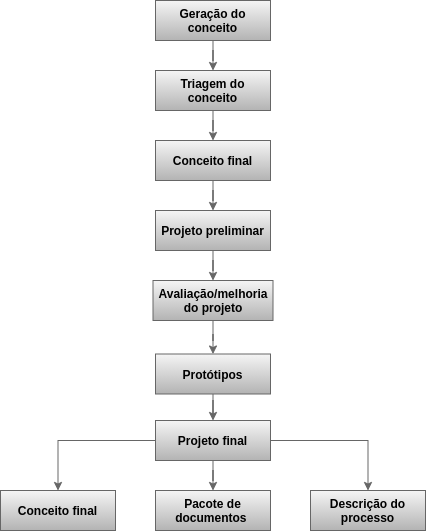 Geração do
conceito
Triagem do
conceito
Conceito final
Projeto preliminar
Avaliação/melhoria
do projeto
Protótipos
Projeto final
Conceito final
Pacote de
documentos
Descrição do
processo